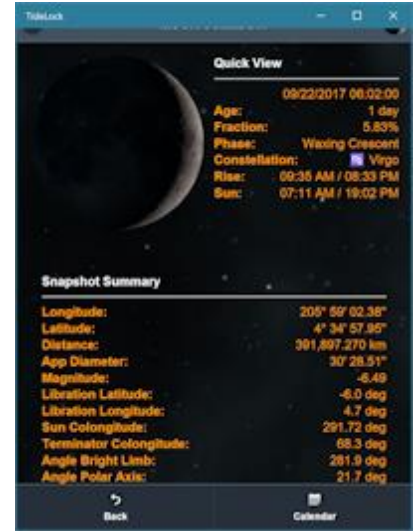 TideLock
Quick View
09/22/2017 06:02:00
Age: 1 day
Fraction: 5.83%
Phase: Waxing Crescent
Constellation: ♍ Virgo
Rise: 09:35 AM / 08:33 PM
Sun: 07:11 AM / 19:02 PM
Snapshot Summary
Longitude: 205° 59' 02.38"
Latitude: 4° 34' 57.95"
Distance: 391,897.270 km
App Diameter: 30' 28.51"
Magnitude: -6.49
Libration Latitude: -6.0 deg
Libration Longitude: 4.7 deg
Sun Colongitude: 291.72 deg
Terminator Colongitude: 68.3 deg
Angle Bright Limb: 281.9 deg
Angle Polar Axis: 21.7 deg
Back
Calendar